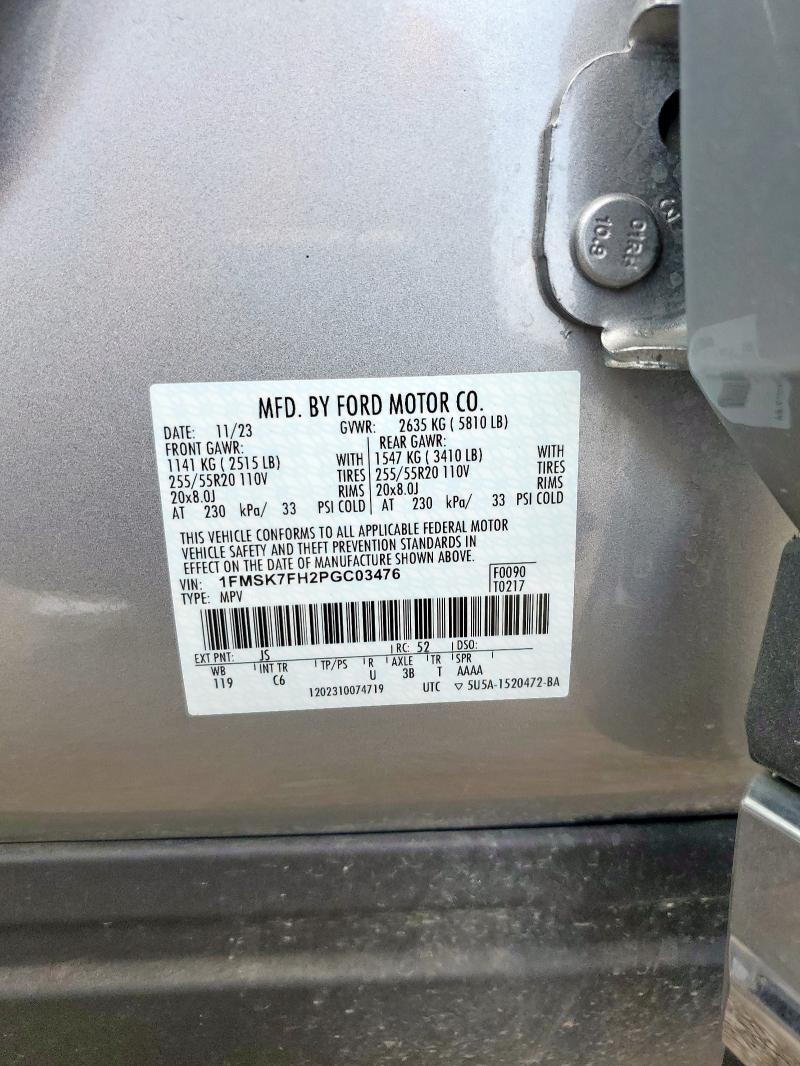 MFD. BY FORD MOTOR CO.
DATE: 11/23 GVWR: 2635 KG ( 5810 LB)
FRONT GAWR: REAR GAWR:
1141 KG ( 2515 LB) WITH 1547 KG ( 3410 LB) WITH
255/55R20 110V TIRES 255/55R20 110V TIRES
20x8.0J RIMS 20x8.0J RIMS
AT 230 kPa/ 33 PSI COLD AT 230 kPa/ 33 PSI COLD
THIS VEHICLE CONFORMS TO ALL APPLICABLE FEDERAL MOTOR
VEHICLE SAFETY AND THEFT PREVENTION STANDARDS IN
EFFECT ON THE DATE OF MANUFACTURE SHOWN ABOVE.
VIN: 1FMSK7FH2PGC03476 F0090
TYPE: MPV T0217
EXT PNT: JS RC: 52 DSO:
WB INT TR TP/PS R AXLE TR SPR
119 C6 U 3B T AAAA
1202310074719 UTC ▽ 5U5A-1520472-BA
10.9